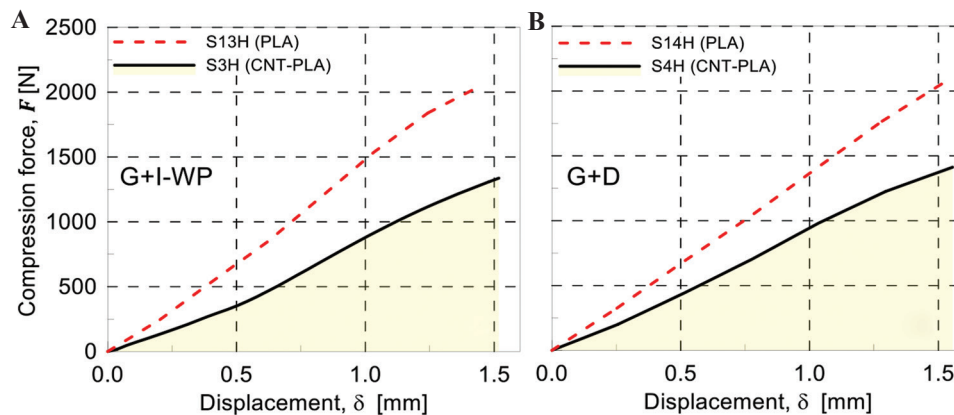 A
2500
2000
1500
1000
500
0
Compression force, F [N]
S13H (PLA)
S3H (CNT-PLA)
G+I-WP
0.0 0.5 1.0 1.5
Displacement, δ [mm]
B
S14H (PLA)
S4H (CNT-PLA)
G+D
0.0 0.5 1.0 1.5
Displacement, δ [mm]